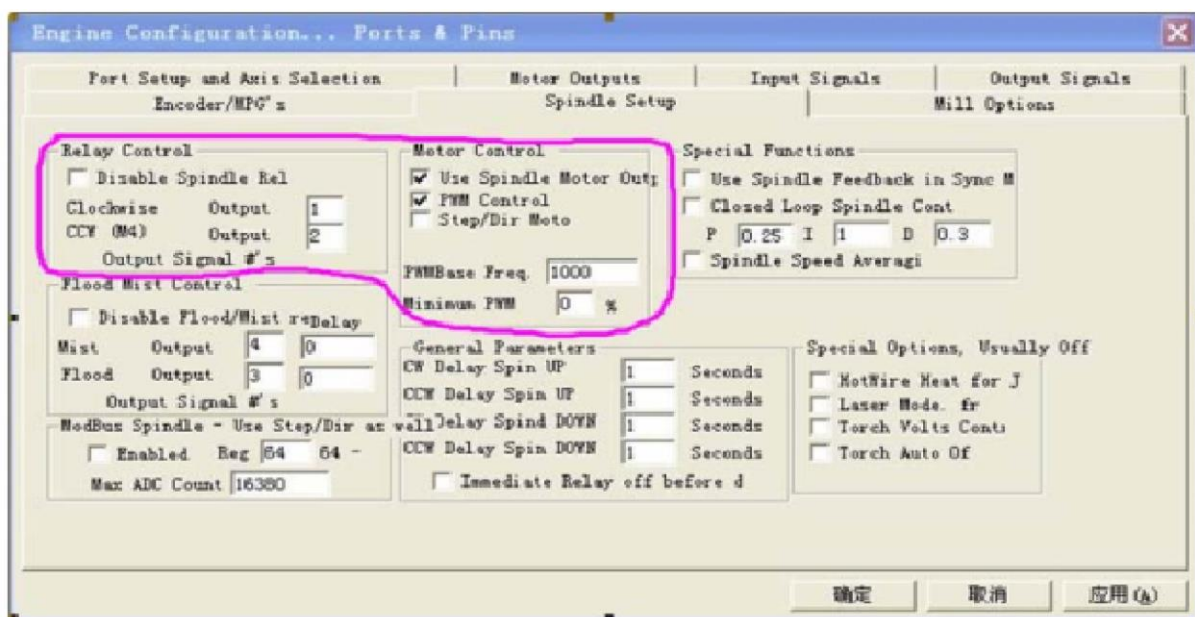 Engine Configuration... Ports & Pins
Port Setup and Axis Selection
Motor Outputs
Input Signals
Output Signals
Encoder/MPG's
Spindle Setup
Mill Options
Relay Control
Disable Spindle Rel
Clockwise Output 1
CCW (M4) Output 2
Output Signal #'s
Motor Control
Use Spindle Motor Outp
PWM Control
Step/Dir Moto
PWMBase Freq. 1000
Minimum PWM 0 %
Special Functions
Use Spindle Feedback in Sync M
Closed Loop Spindle Cont
P 0.25 I 1 D 0.3
Spindle Speed Averagi
Flood Mist Control
Disable Flood/Mist re Delay
Mist Output 4 0
Flood Output 3 0
Output Signal #'s
ModBus Spindle - Use Step/Dir as well
Enabled Reg 64 64 -
Max ADC Count 16380
General Parameters
CW Delay Spin UP 1 Seconds
CCW Delay Spin UP 1 Seconds
Delay Spind DOWN 1 Seconds
CCW Delay Spin DOWN 1 Seconds
Immediate Relay off before d
Special Options, Usually Off
HotWire Heat for J
Laser Mode. fr
Torch Volts Cont
Torch Auto Of
确定
取消
应用(A)